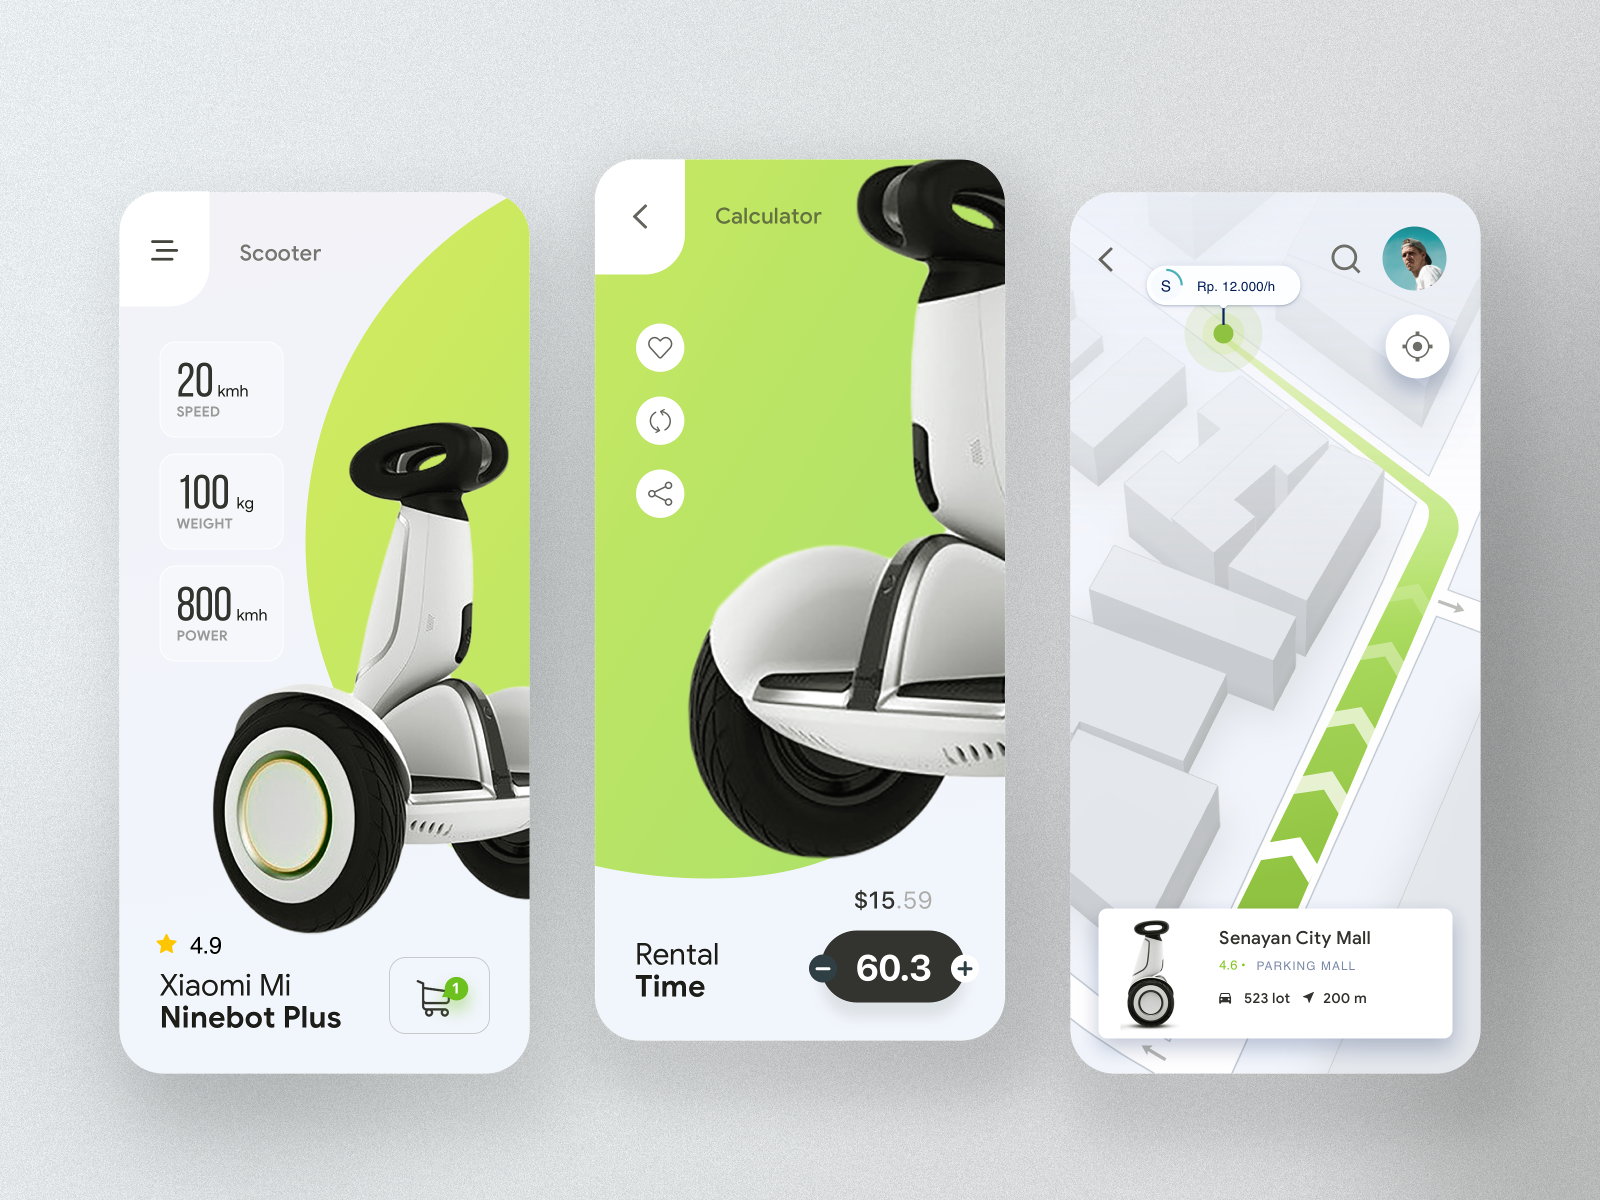 Scooter
20 kmh
SPEED
100 kg
WEIGHT
800 kmh
POWER
4.9
Xiaomi Mi
Ninebot Plus
1
Calculator
$15.59
Rental
Time
60.3
S Rp. 12.000/h
Senayan City Mall
4.6 • PARKING MALL
523 lot 200 m